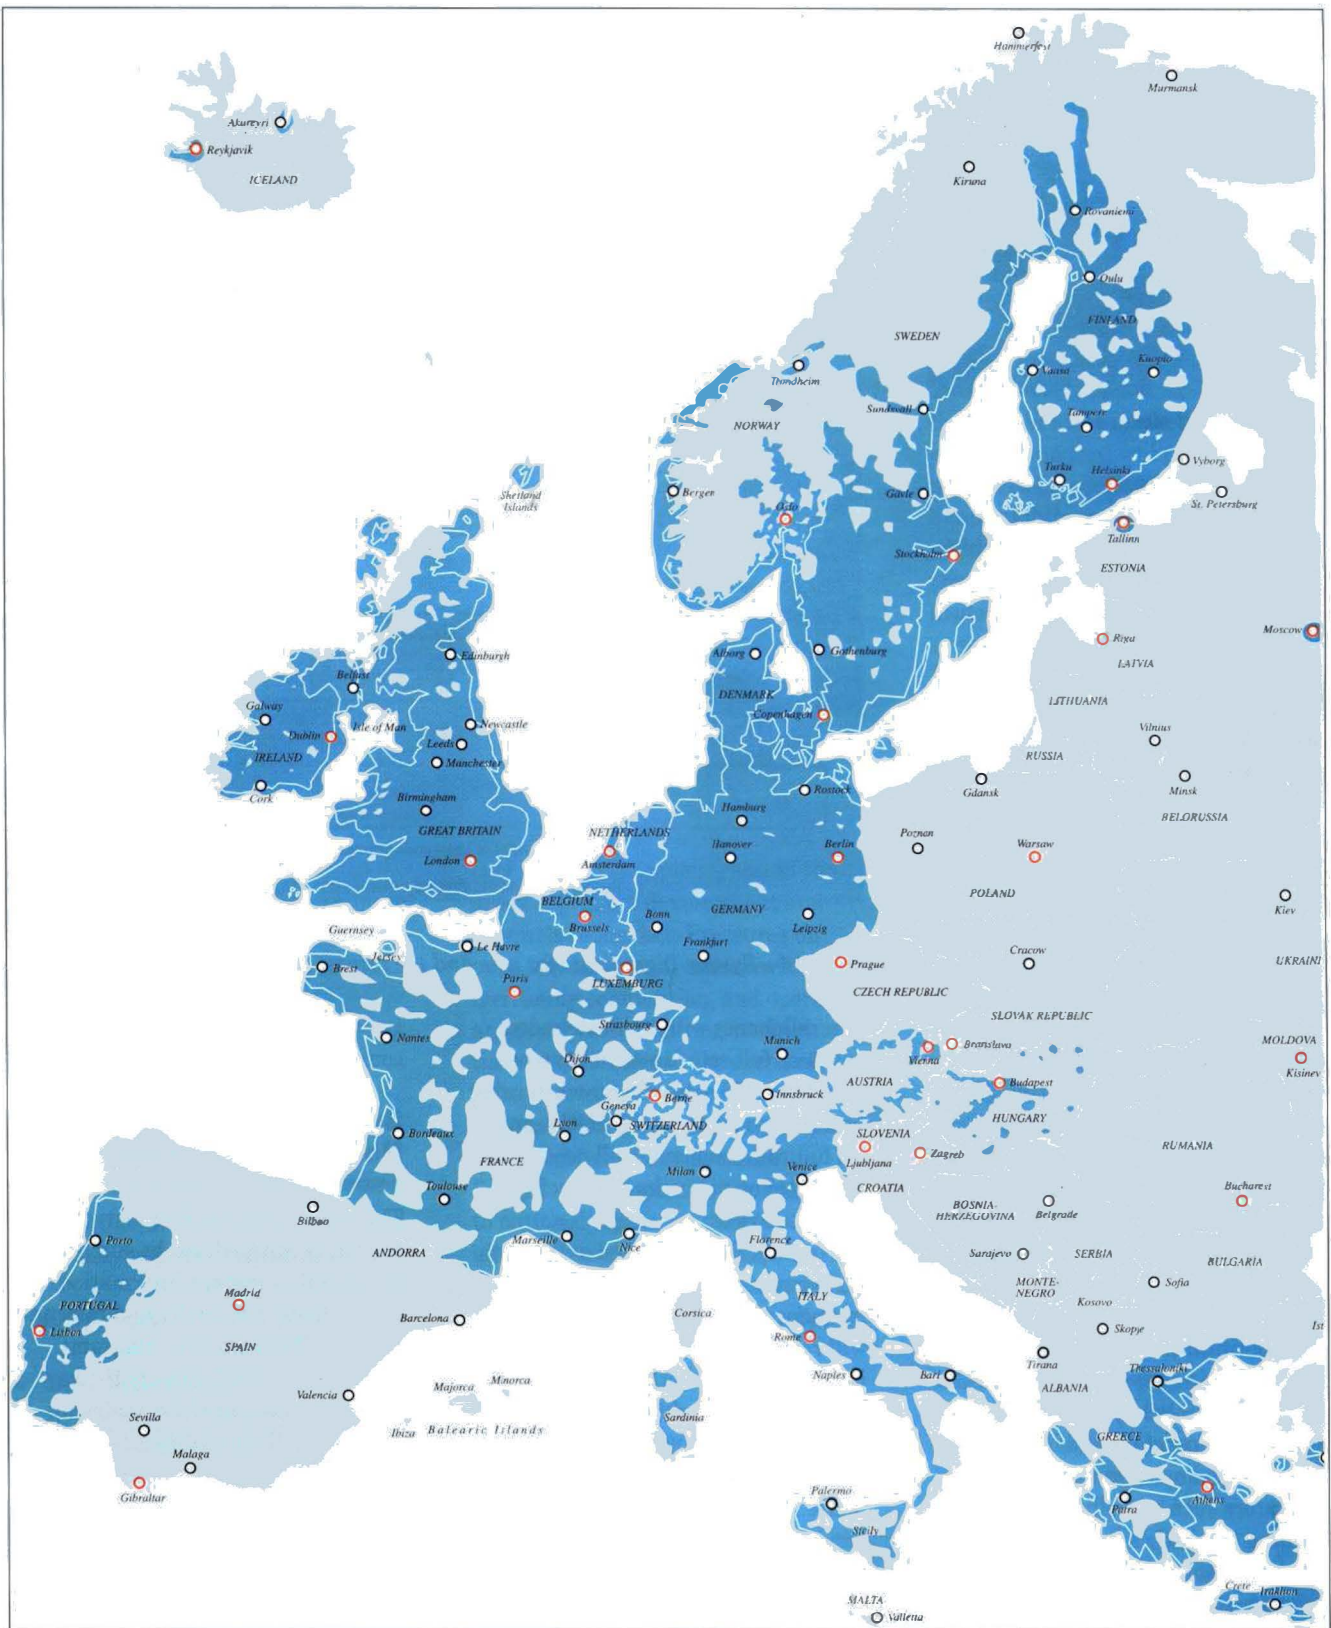 Hammerfest
Murmansk
Akureyri
Reykjavik
ICELAND
Kiruna
Rovaniemi
Oulu
FINLAND
SWEDEN
Kuopio
Vaasa
Trondheim
Sundsvall
Tampere
NORWAY
Vyborg
Turku
Helsinki
Bergen
Gävle
Shetland
Islands
St. Petersburg
Oslo
Tallinn
Stockholm
ESTONIA
Moscow
Riga
Edinburgh
Alborg
Gothenburg
LATVIA
Belfast
DENMARK
LITHUANIA
Galway
Copenhagen
Isle of Man
Newcastle
Vilnius
Dublin
Leeds
IRELAND
Manchester
RUSSIA
Cork
Rostock
Gdansk
Minsk
Birmingham
Hamburg
BELORUSSIA
GREAT BRITAIN
NETHERLANDS
Hanover
Berlin
Poznan
Warsaw
London
Amsterdam
POLAND
BELGIUM
GERMANY
Kiev
Brussels
Bonn
Leipzig
Guernsey
Jersey
Le Havre
Frankfurt
Cracow
Brest
Paris
LUXEMBURG
Prague
UKRAINI
CZECH REPUBLIC
SLOVAK REPUBLIC
Strasbourg
Nantes
Munich
Vienna
Bratislava
MOLDOVA
Kisinev
Dijon
AUSTRIA
Budapest
Berne
Innsbruck
Geneva
SWITZERLAND
HUNGARY
Bordeaux
Lyon
SLOVENIA
FRANCE
Ljubljana
Zagreb
RUMANIA
Milan
Venice
CROATIA
Toulouse
Bucharest
Bilbao
BOSNIA-
HERZEGOVINA
Belgrade
Porto
Marseille
Nice
Florence
ANDORRA
Sarajevo
SERBIA
BULGARIA
MONTE-
NEGRO
Sofia
Madrid
ITALY
Kosovo
PORTUGAL
Corsica
Barcelona
Skopje
Ist
Lisbon
Rome
SPAIN
Tirana
Thessaloniki
Naples
Bari
Minorca
Majorca
ALBANIA
Valencia
Sevilla
Ibiza
Balearic Islands
Sardinia
GREECE
Malaga
Palermo
Gibraltar
Patra
Athens
Sicily
Crete
Iraklion
MALTA
Valletta